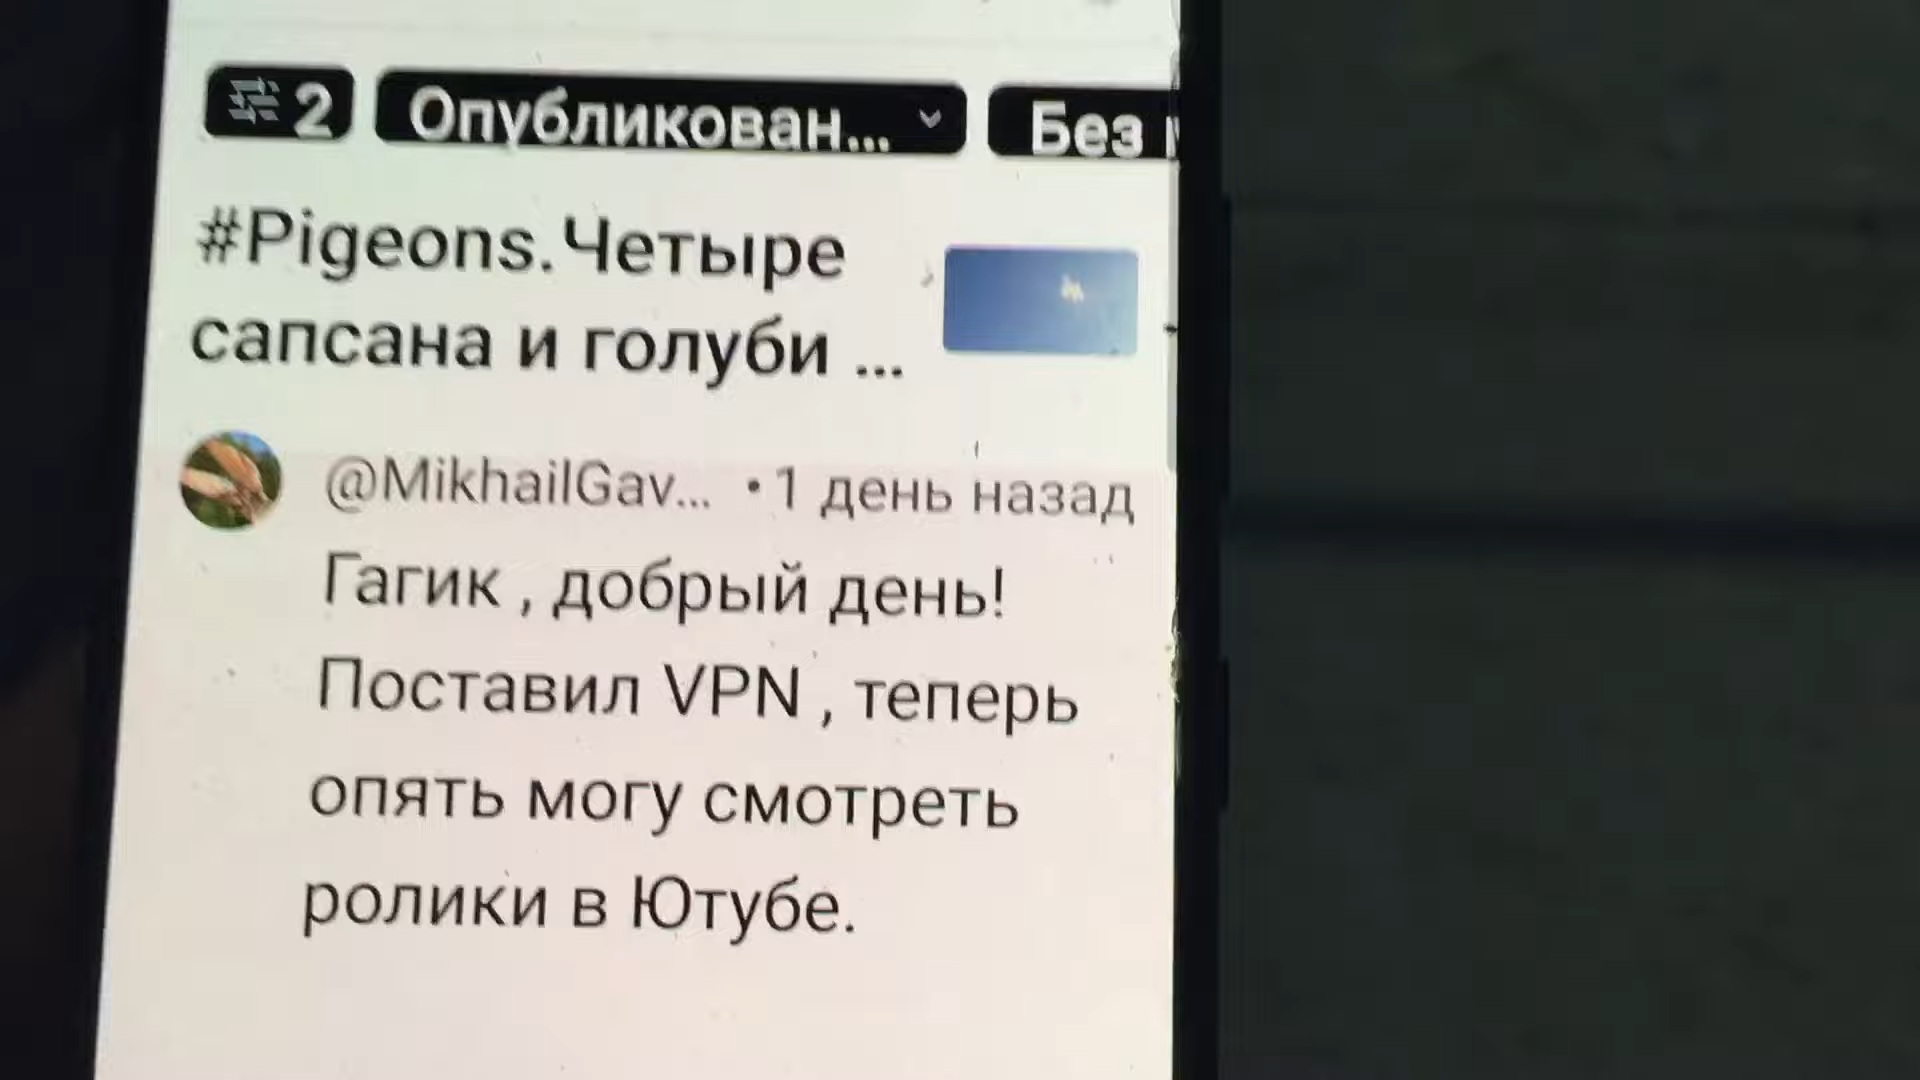 2 Опубликован... Без
#Pigeons.Четыре
сапсана и голуби ...
@MikhailGav... • 1 день назад
Гагик , добрый день!
Поставил VPN , теперь
опять могу смотреть
ролики в Ютубе.